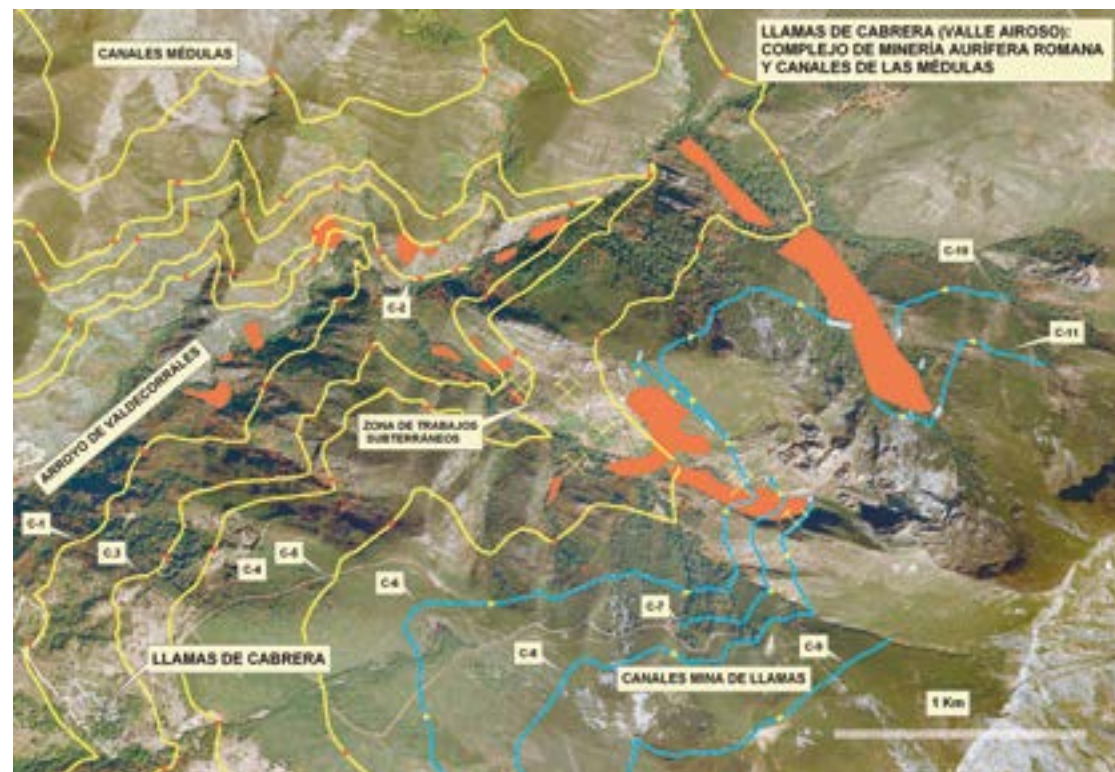 CANALES MÉDULAS
LLAMAS DE CABRERA (VALLE AIROSO):
COMPLEJO DE MINERÍA AURÍFERA ROMANA
Y CANALES DE LAS MÉDULAS
C-10
C-2
C-11
ARROYO DE VALDECORRALES
ZONA DE TRABAJOS
SUBTERRÁNEOS
C-1
C-3
C-4
C-5
C-6
C-7
C-8
C-9
LLAMAS DE CABRERA
CANALES MINA DE LLAMAS
1 Km